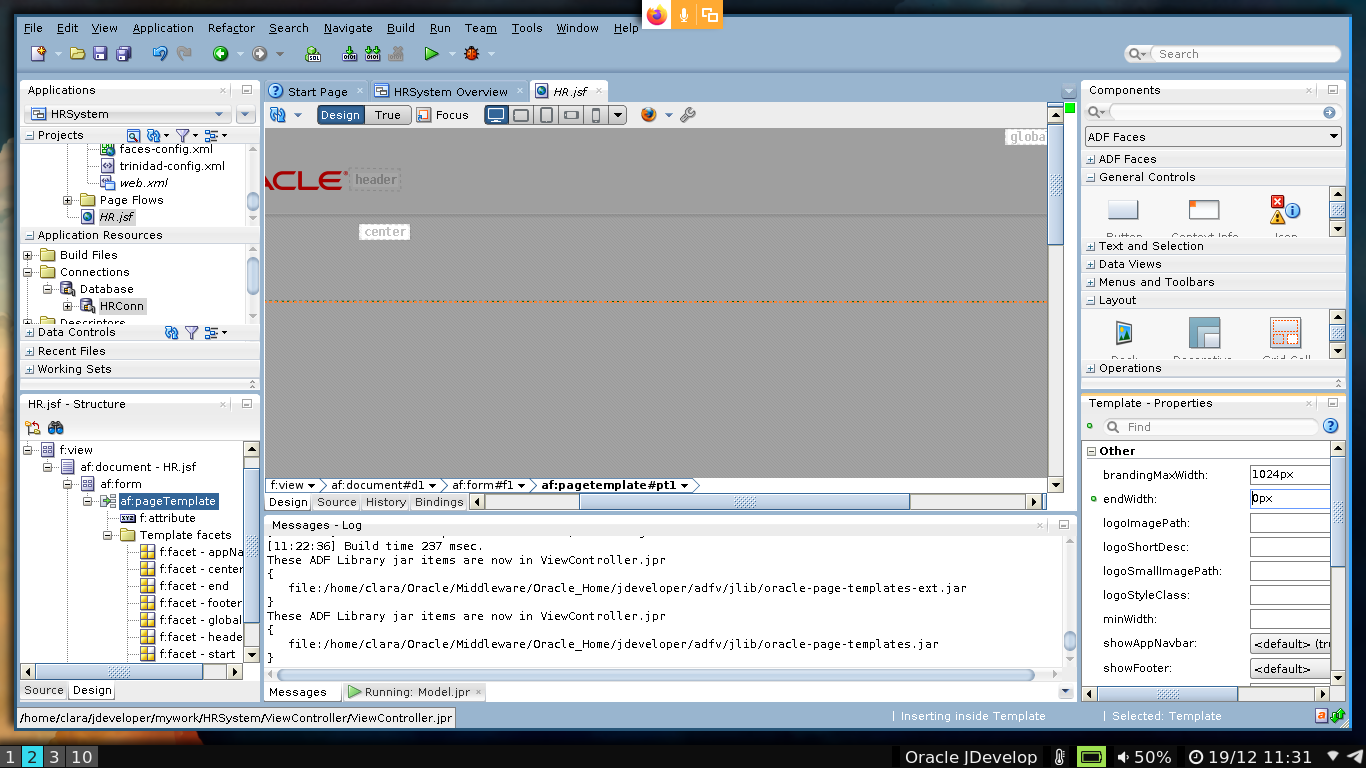 File Edit View Application Refactor Search Navigate Build Run Team Tools Window Help
Search
Applications
HRSystem
Projects
faces-config.xml
trinidad-config.xml
web.xml
Page Flows
HR.jsf
Application Resources
Build Files
Connections
Database
HRConn
Descriptors
Data Controls
Recent Files
Working Sets
HR.jsf - Structure
f:view
af:document - HR.jsf
af:form
af:pageTemplate
f:attribute
Template facets
f:facet - appNa
f:facet - center
f:facet - end
f:facet - footer
f:facet - global
f:facet - heade
f:facet - start
Source Design
/home/clara/jdeveloper/mywork/HRSystem/ViewController/ViewController.jpr
Start Page HRSystem Overview HR.jsf
Design True Focus
globa
ACLE header
center
f:view af:document#d1 af:form#f1 af:pagetemplate#pt1
Design Source History Bindings
Messages - Log
[11:22:36] Build time 237 msec.
These ADF Library jar items are now in ViewController.jpr
{
file:/home/clara/Oracle/Middleware/Oracle_Home/jdeveloper/adfv/jlib/oracle-page-templates-ext.jar
}
These ADF Library jar items are now in ViewController.jpr
{
file:/home/clara/Oracle/Middleware/Oracle_Home/jdeveloper/adfv/jlib/oracle-page-templates.jar
}
Messages Running: Model.jpr
Components
ADF Faces
ADF Faces
General Controls
Button Context Info Icon
Text and Selection
Data Views
Menus and Toolbars
Layout
Deck Decorative Grid Cell
Operations
Template - Properties
Find
Other
brandingMaxWidth: 1024px
endWidth: 0px
logoImagePath:
logoShortDesc:
logoSmallImagePath:
logoStyleClass:
minWidth:
showAppNavbar: <default> (tru
showFooter: <default>
Inserting inside Template Selected: Template
1 2 3 10 Oracle JDevelop 50% 19/12 11:31